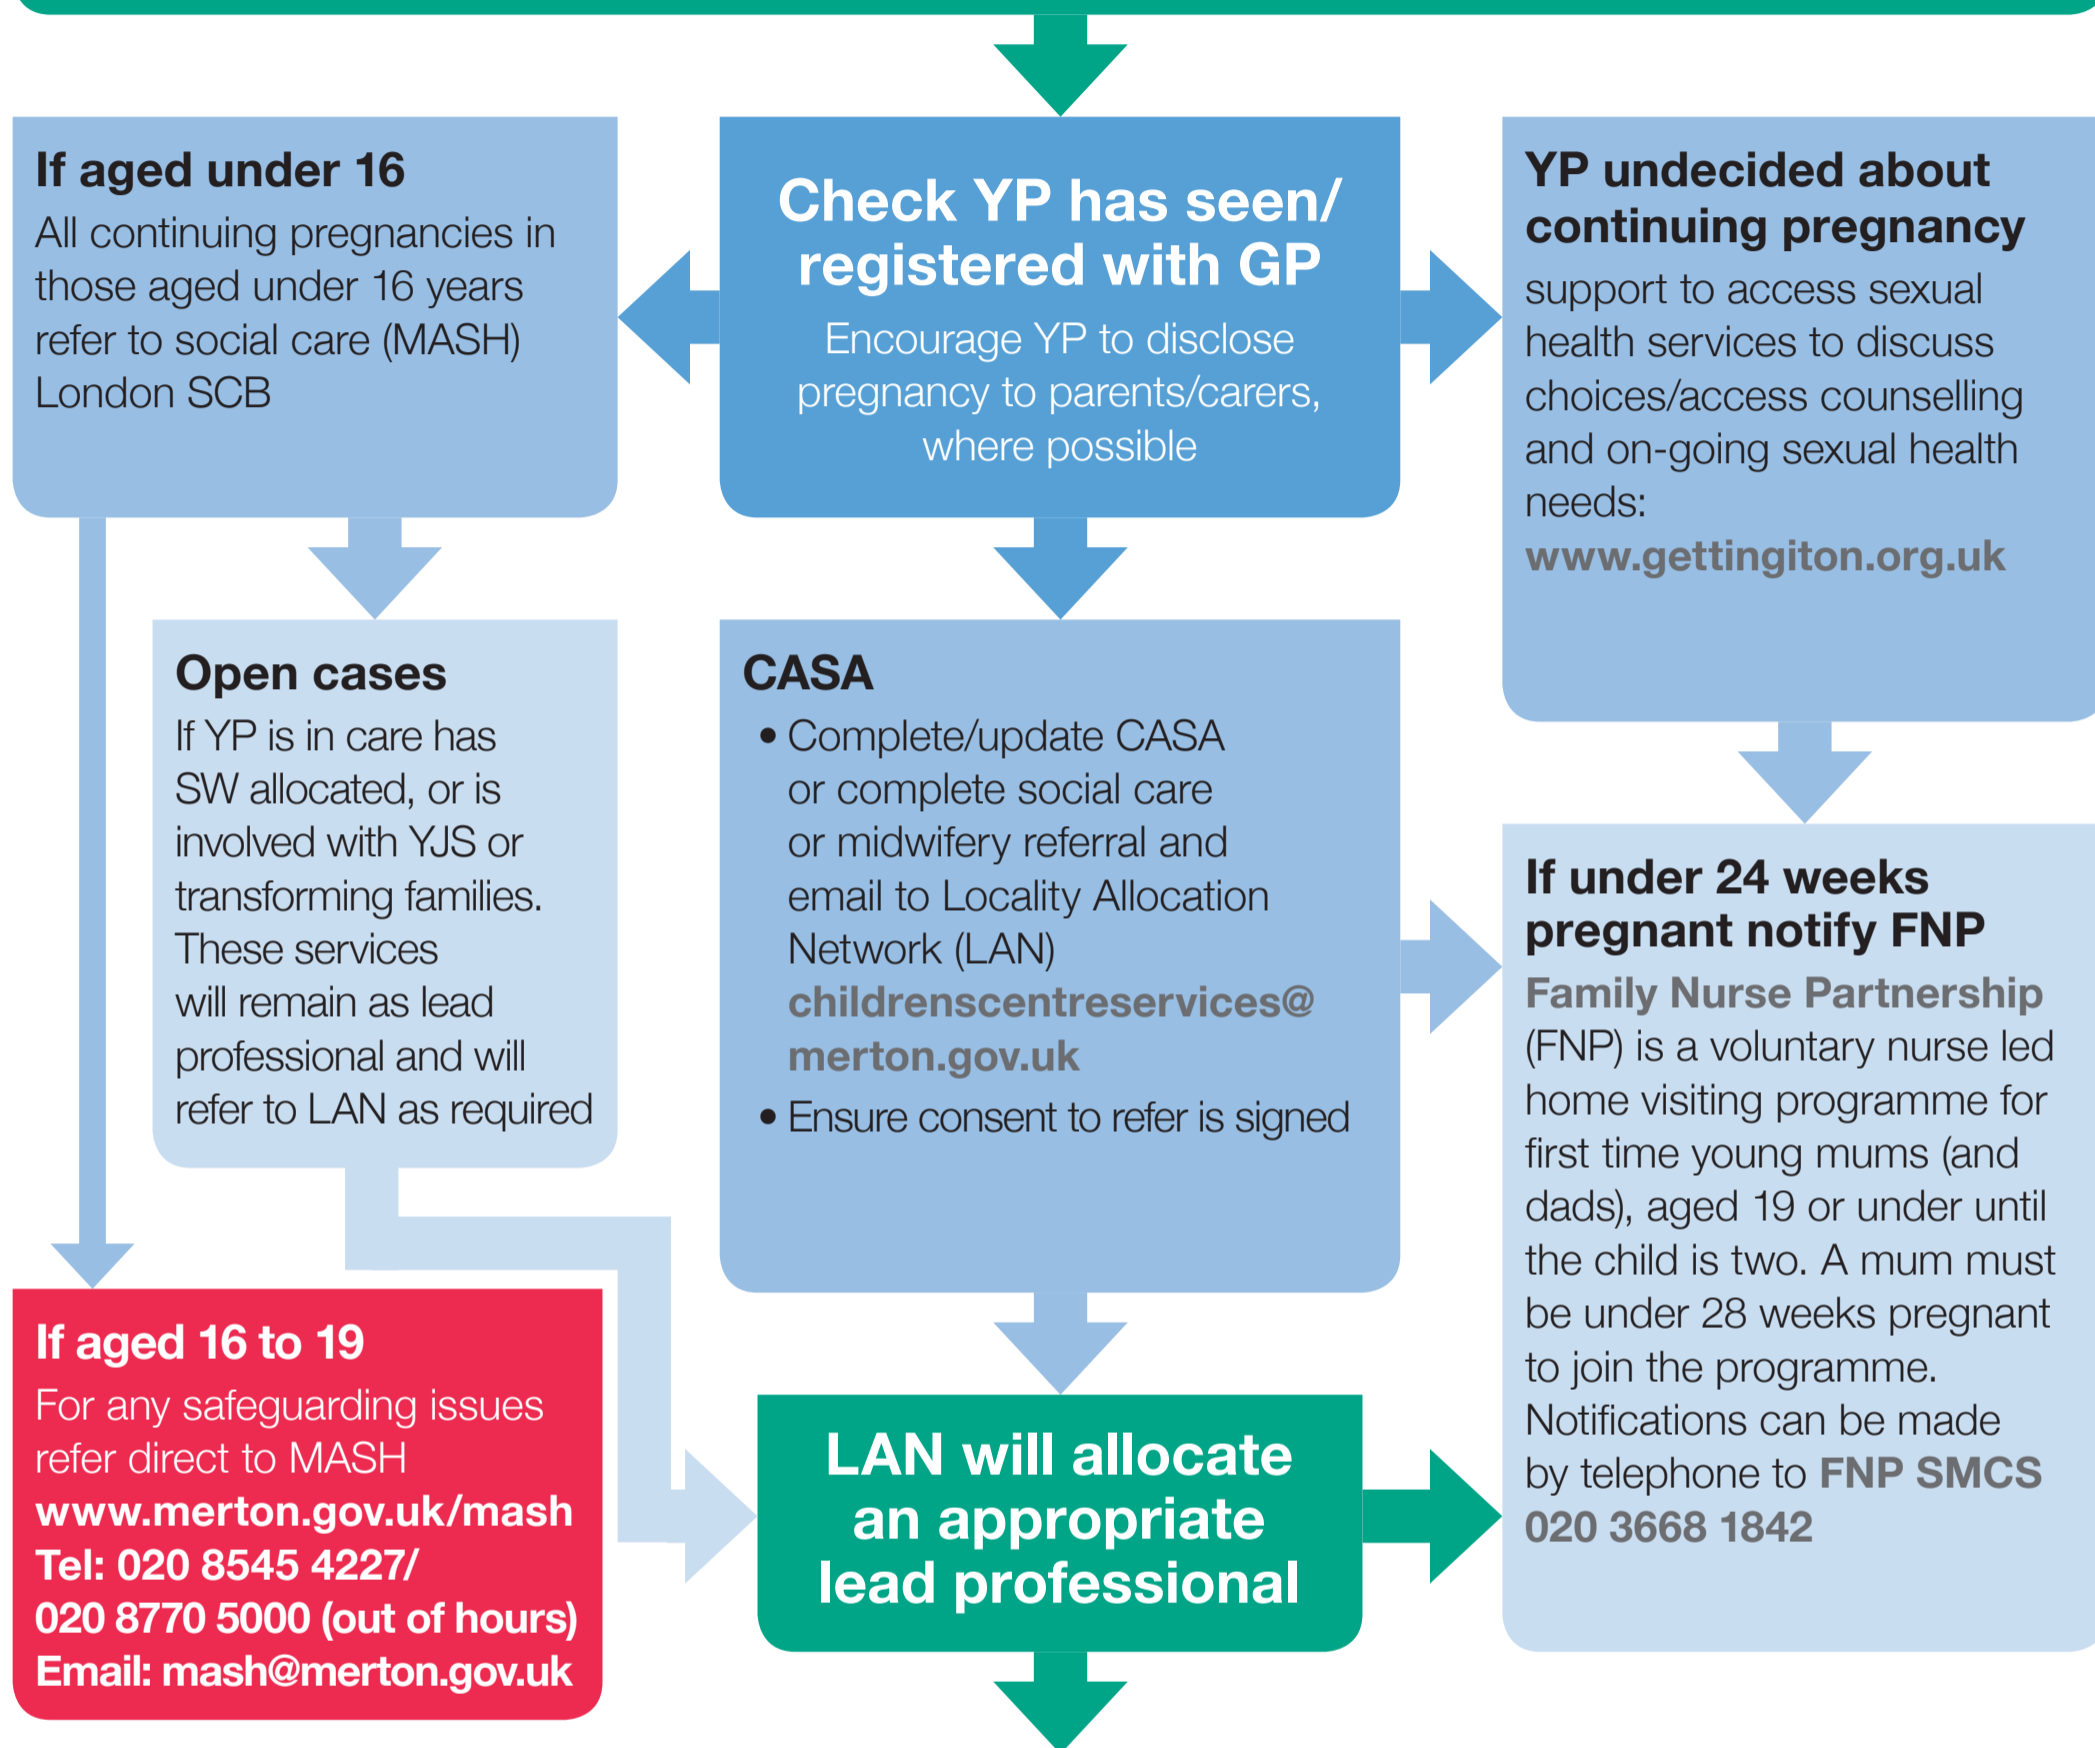 If aged under 16
All continuing pregnancies in
those aged under 16 years
refer to social care (MASH)
London SCB
Check YP has seen/
registered with GP
Encourage YP to disclose
pregnancy to parents/carers,
where possible
YP undecided about
continuing pregnancy
support to access sexual
health services to discuss
choices/access counselling
and on-going sexual health
needs:
www.gettingiton.org.uk
Open cases
If YP is in care has
SW allocated, or is
involved with YJS or
transforming families.
These services
will remain as lead
professional and will
refer to LAN as required
CASA
• Complete/update CASA
or complete social care
or midwifery referral and
email to Locality Allocation
Network (LAN)
childrenscentreservices@
merton.gov.uk
• Ensure consent to refer is signed
If under 24 weeks
pregnant notify FNP
Family Nurse Partnership
(FNP) is a voluntary nurse led
home visiting programme for
first time young mums (and
dads), aged 19 or under until
the child is two. A mum must
be under 28 weeks pregnant
to join the programme.
Notifications can be made
by telephone to FNP SMCS
020 3668 1842
If aged 16 to 19
For any safeguarding issues
refer direct to MASH
www.merton.gov.uk/mash
Tel: 020 8545 4227/
020 8770 5000 (out of hours)
Email: mash@merton.gov.uk
LAN will allocate
an appropriate
lead professional